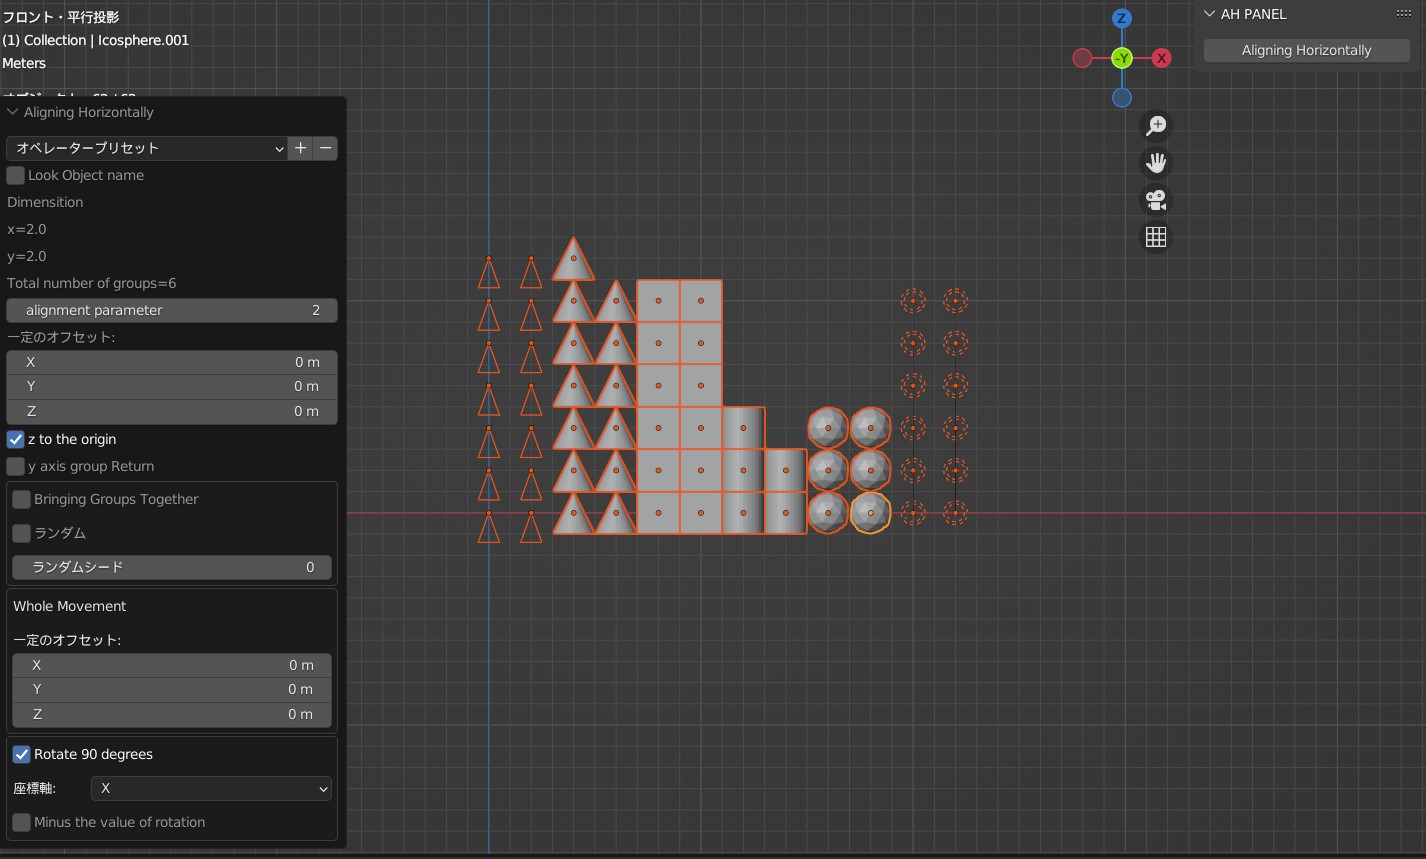 フロント・平行投影
(1) Collection | Icosphere.001
Meters
Aligning Horizontally
オペレータープリセット
Look Object name
Dimensition
x=2.0
y=2.0
Total number of groups=6
alignment parameter 2
一定のオフセット:
X 0 m
Y 0 m
Z 0 m
z to the origin
y axis group Return
Bringing Groups Together
ランダム
ランダムシード 0
Whole Movement
一定のオフセット:
X 0 m
Y 0 m
Z 0 m
Rotate 90 degrees
座標軸: X
Minus the value of rotation
Z
-Y
X
AH PANEL
Aligning Horizontally